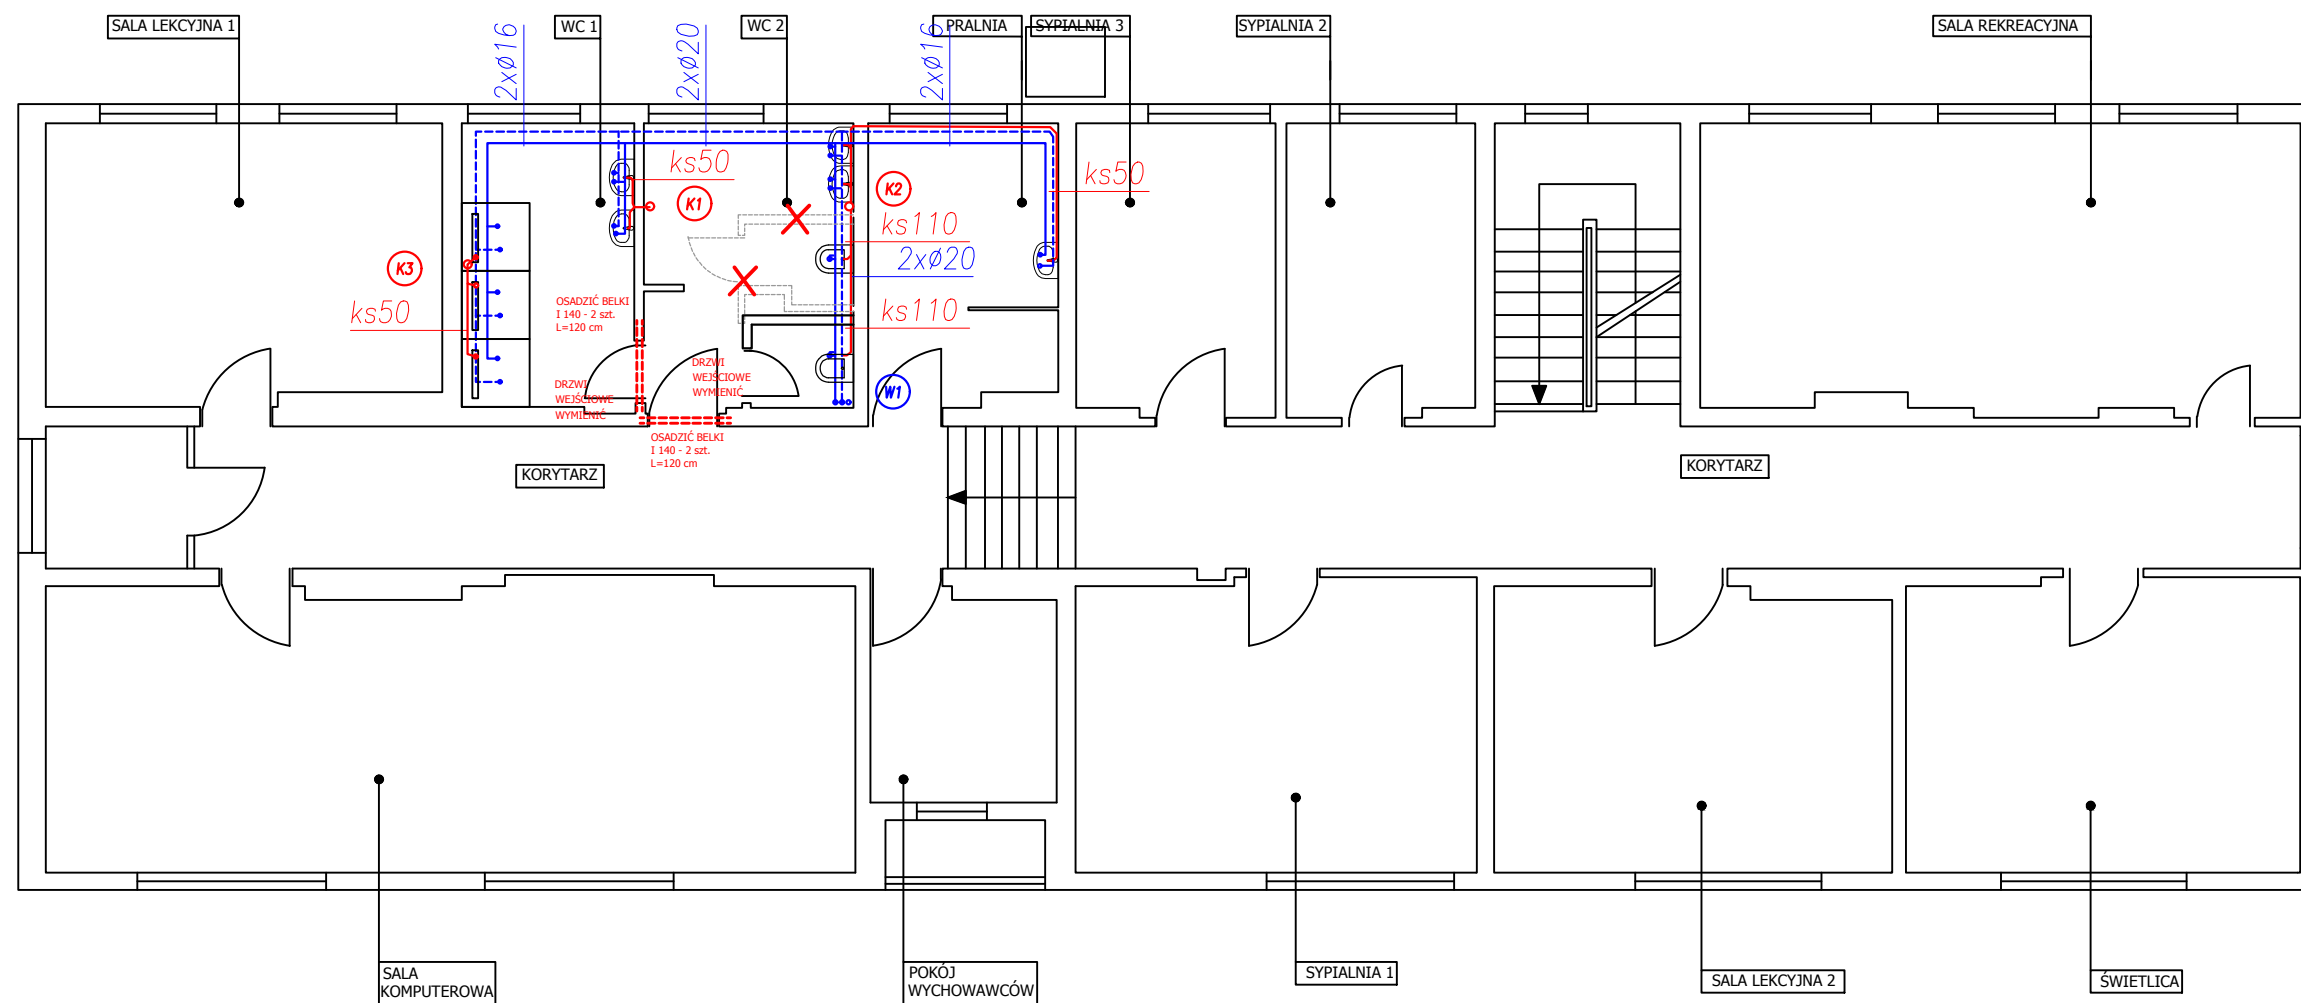 SALA LEKCYJNA 1
WC 1
WC 2
PRALNIA
SYPIALNIA 3
SYPIALNIA 2
SALA REKREACYJNA
2xø16
2xø20
2xø16
ks50
K1
K2
ks50
ks110
2xø20
K3
ks50
OSADZIĆ BELKI
I 140 - 2 szt.
L=120 cm
ks110
DRZWI
WEJŚCIOWE
WYMIENIĆ
DRZWI
WEJŚCIOWE
WYMIENIĆ
W1
OSADZIĆ BELKI
I 140 - 2 szt.
L=120 cm
KORYTARZ
KORYTARZ
SALA
KOMPUTEROWA
POKÓJ
WYCHOWAWCÓW
SYPIALNIA 1
SALA LEKCYJNA 2
ŚWIETLICA